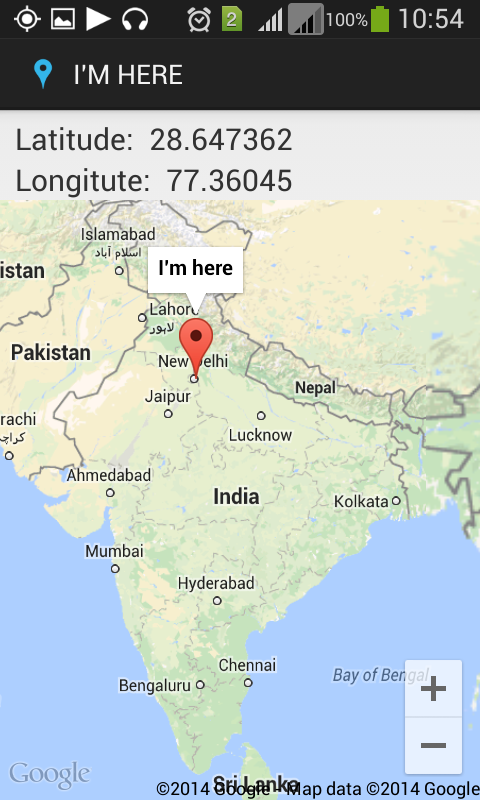 2 100% 10:54
I'M HERE
Latitude: 28.647362
Longitute: 77.36045
Islamabad
اسلام آباد
istan
I'm here
Lahore
لاہور
Pakistan
New Delhi
Nepal
Jaipur
rachi
كراچى
Lucknow
Ahmedabad
India
Kolkata
Mumbai
Hyderabad
Chennai
Bay of Bengal
Bengaluru
+
−
Google
Sri Lanka
©2014 Google - Map data ©2014 Google